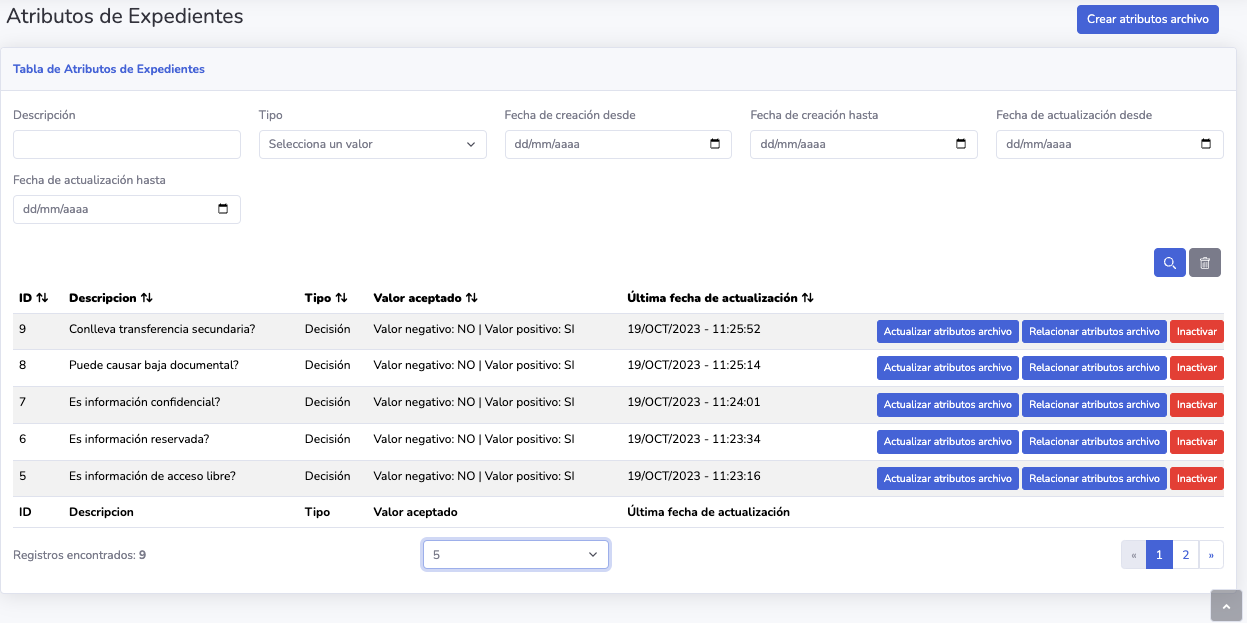 Atributos de Expedientes
Crear atributos archivo
Tabla de Atributos de Expedientes
Descripción Tipo Fecha de creación desde Fecha de creación hasta Fecha de actualización desde
Selecciona un valor dd/mm/aaaa dd/mm/aaaa dd/mm/aaaa
Fecha de actualización hasta
dd/mm/aaaa
ID Descripcion Tipo Valor aceptado Última fecha de actualización
9 Conlleva transferencia secundaria? Decisión Valor negativo: NO | Valor positivo: SI 19/OCT/2023 - 11:25:52 Actualizar atributos archivo Relacionar atributos archivo Inactivar
8 Puede causar baja documental? Decisión Valor negativo: NO | Valor positivo: SI 19/OCT/2023 - 11:25:14 Actualizar atributos archivo Relacionar atributos archivo Inactivar
7 Es información confidencial? Decisión Valor negativo: NO | Valor positivo: SI 19/OCT/2023 - 11:24:01 Actualizar atributos archivo Relacionar atributos archivo Inactivar
6 Es información reservada? Decisión Valor negativo: NO | Valor positivo: SI 19/OCT/2023 - 11:23:34 Actualizar atributos archivo Relacionar atributos archivo Inactivar
5 Es información de acceso libre? Decisión Valor negativo: NO | Valor positivo: SI 19/OCT/2023 - 11:23:16 Actualizar atributos archivo Relacionar atributos archivo Inactivar
ID Descripcion Tipo Valor aceptado Última fecha de actualización
Registros encontrados: 9 5 « 1 2 »